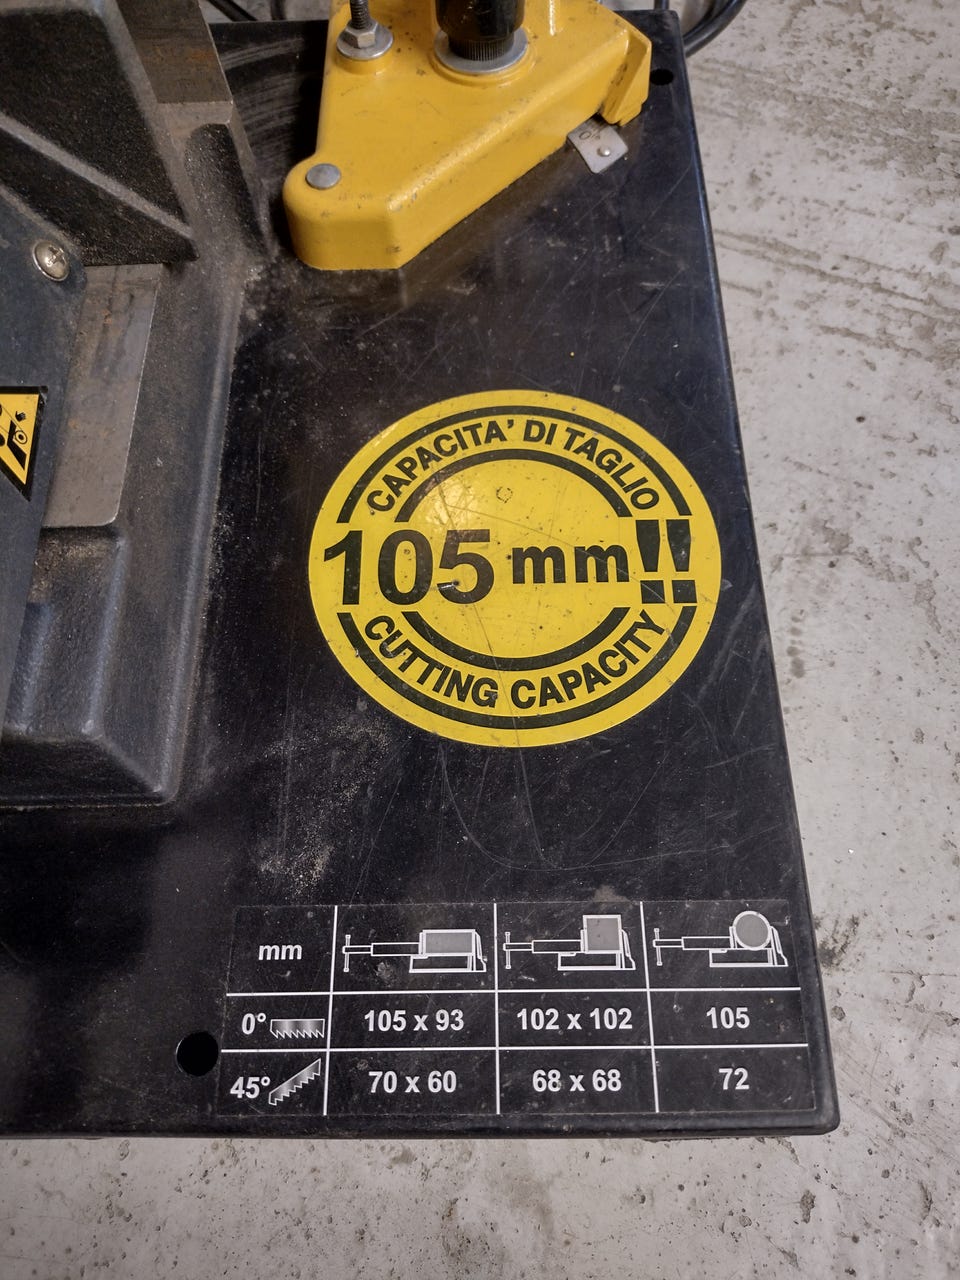 CAPACITA' DI TAGLIO
105 mm!!
CUTTING CAPACITY
mm
0° 105 x 93 102 x 102 105
45° 70 x 60 68 x 68 72